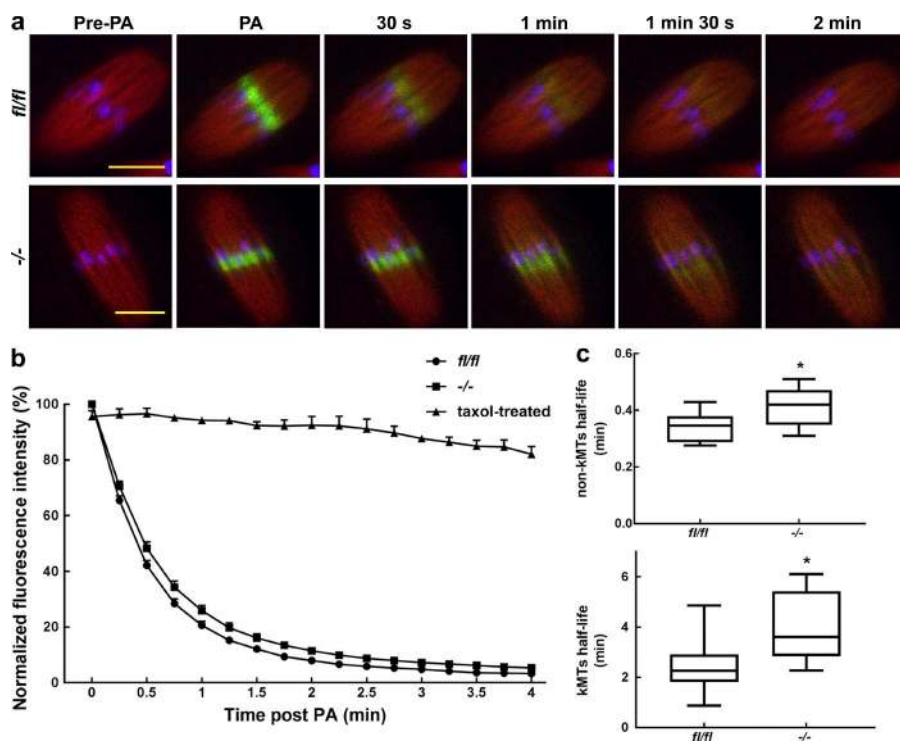 a
Pre-PA PA 30 s 1 min 1 min 30 s 2 min
fl/fl
-/-
b
fl/fl
-/-
taxol-treated
Normalized fluorescence intensity (%)
100
80
60
40
20
0
0 0.5 1 1.5 2 2.5 3 3.5 4
Time post PA (min)
c
non-kMTs half-life
(min)
0.6
0.4
0.2
0.0
*
fl/fl -/-
kMTs half-life
(min)
6
4
2
0
*
fl/fl -/-